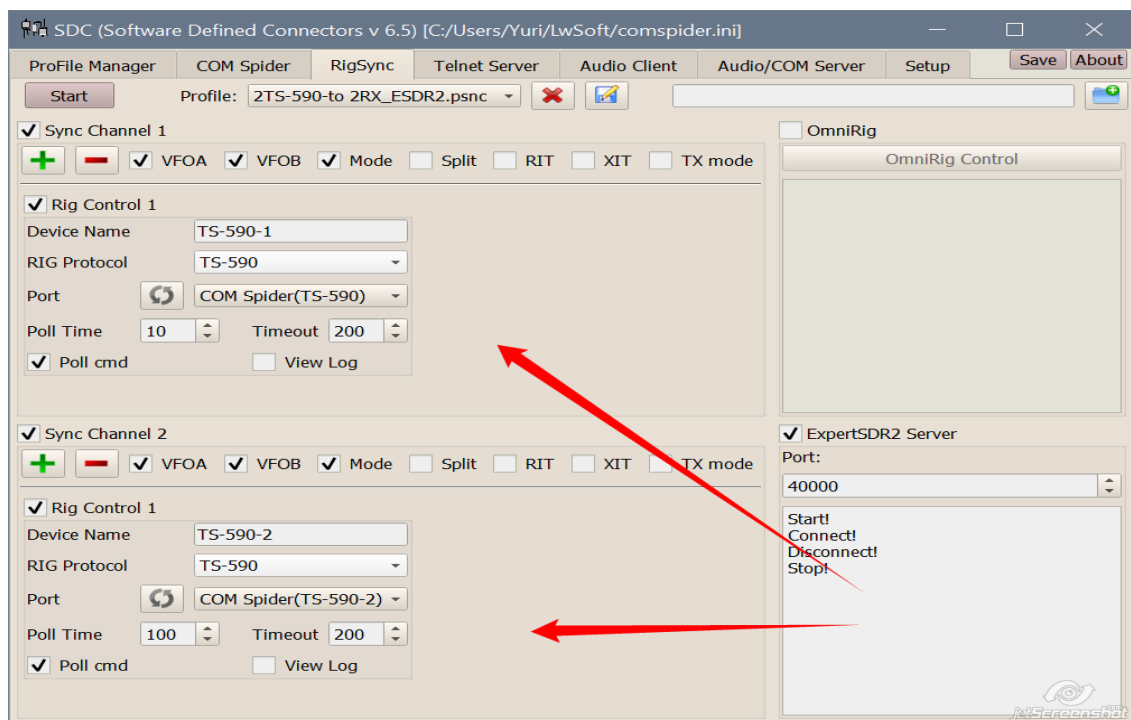 SDC (Software Defined Connectors v 6.5) [C:/Users/Yuri/LwSoft/comspider.ini]
ProFile Manager COM Spider RigSync Telnet Server Audio Client Audio/COM Server Setup Save About
Start Profile: 2TS-590-to 2RX_ESDR2.psnc
Sync Channel 1
VFOA VFOB Mode Split RIT XIT TX mode
Rig Control 1
Device Name TS-590-1
RIG Protocol TS-590
Port COM Spider(TS-590)
Poll Time 10 Timeout 200
Poll cmd View Log
OmniRig
OmniRig Control
Sync Channel 2
VFOA VFOB Mode Split RIT XIT TX mode
Rig Control 1
Device Name TS-590-2
RIG Protocol TS-590
Port COM Spider(TS-590-2)
Poll Time 100 Timeout 200
Poll cmd View Log
ExpertSDR2 Server
Port:
40000
Start!
Connect!
Disconnect!
Stop!
jetScreenshot